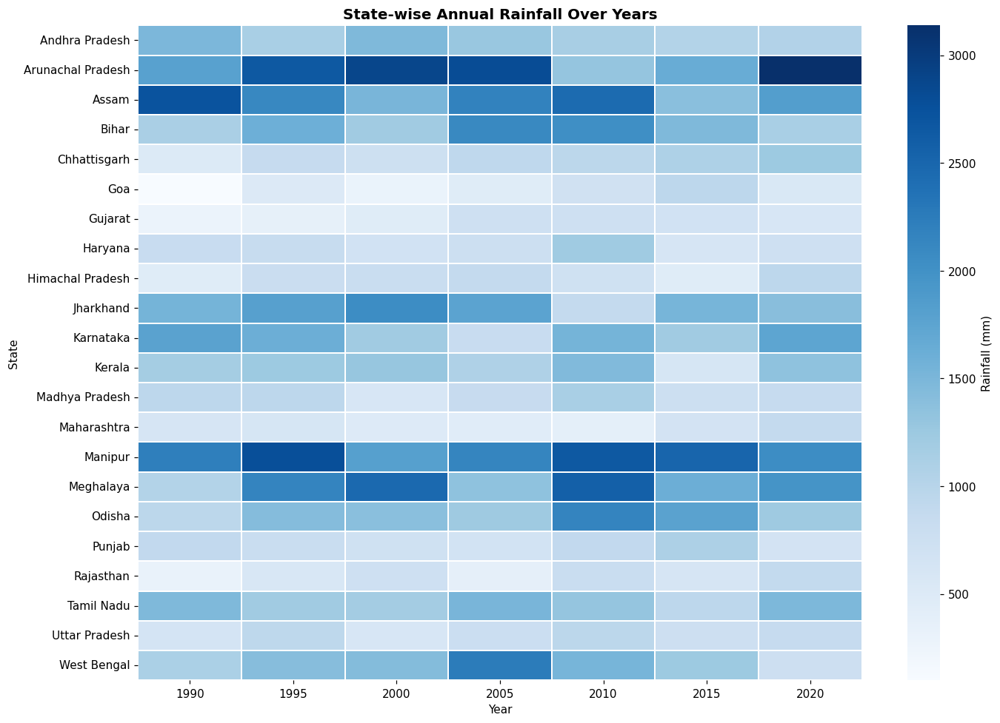 State-wise Annual Rainfall Over Years
Andhra Pradesh
Arunachal Pradesh
Assam
Bihar
Chhattisgarh
Goa
Gujarat
Haryana
Himachal Pradesh
Jharkhand
Karnataka
Kerala
Madhya Pradesh
Maharashtra
Manipur
Meghalaya
Odisha
Punjab
Rajasthan
Tamil Nadu
Uttar Pradesh
West Bengal
State
1990 1995 2000 2005 2010 2015 2020
Year
3000
2500
2000
1500
1000
500
Rainfall (mm)